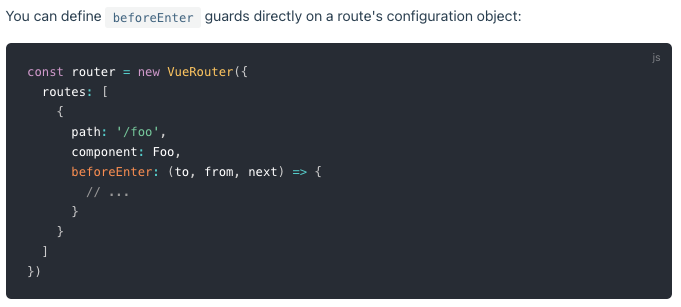 You can define beforeEnter guards directly on a route's configuration object:
js
const router = new VueRouter({
  routes: [
    {
      path: '/foo',
      component: Foo,
      beforeEnter: (to, from, next) => {
        // ...
      }
    }
  ]
})